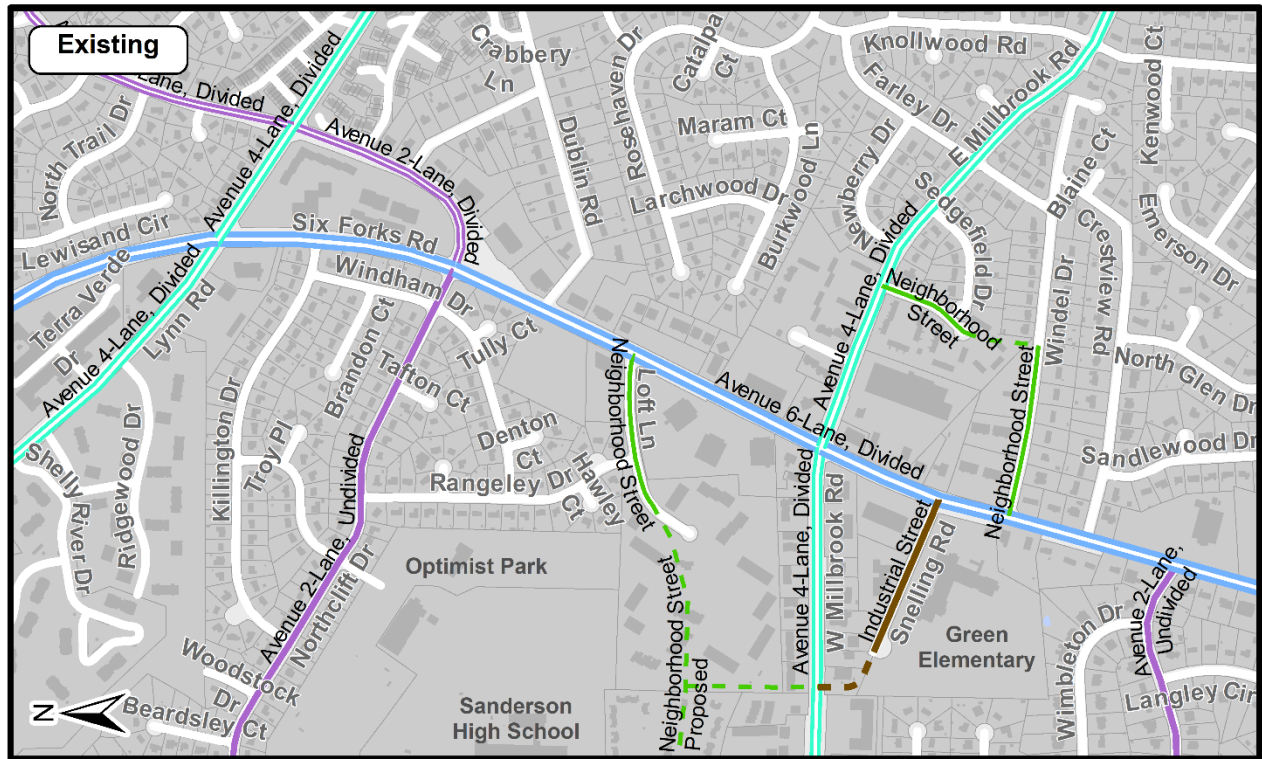 Existing
Lane, Divided
Avenue 4-Lane, Divided
Avenue 2-Lane, Divided
North Trail Dr
Lewisand Cir
Six Forks Rd
Crabbery
Ln
Dublin Rd
Rosehaven Dr
Catalpa
Ct
Maram Ct
Larchwood Dr
Burkwood Ln
Knollwood Rd
Farley Dr
Newberry Dr
E Millbrook Rd
Sedgefield Dr
Kenwood Ct
Blaine Ct
Emerson Dr
Crestview Rd
Windel Dr
North Glen Dr
Sandlewood Dr
Terra Verde
Dr
Avenue 4-Lane, Divided
Lynn Rd
Windham Dr
Brandon Ct
Tafton Ct
Tully Ct
Killington Dr
Troy Pl
Denton
Ct
Rangeley Dr
Hawley
Ct
Loft Ln
Neighborhood Street
Avenue 6-Lane, Divided
Avenue 4-Lane, Divided
Neighborhood
Street
Neighborhood Street
Shelly
River Dr
Ridgewood Dr
Avenue 2-Lane, Undivided
Northclift Dr
Optimist Park
Woodstock
Dr
Beardsley Ct
Sanderson
High School
Neighborhood Street
Proposed
Avenue 4-Lane, Divided
W Millbrook Rd
Industrial Street
Snelling Rd
Green
Elementary
Wimbleton Dr
Avenue 2-Lane,
Undivided
Langley Cir
N